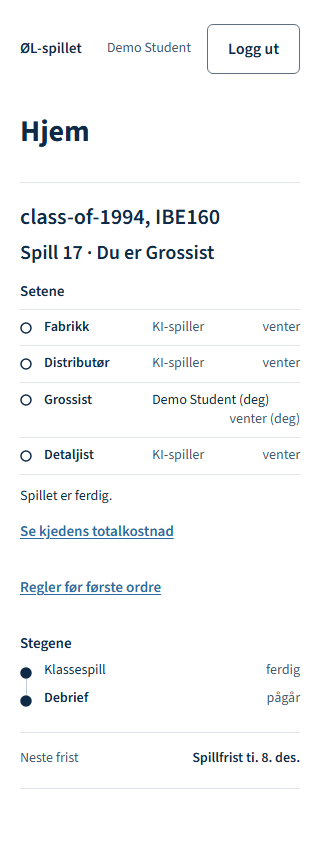 ØL-spillet Demo Student Logg ut
Hjem
class-of-1994, IBE160
Spill 17 · Du er Grossist
Setene
Fabrikk KI-spiller venter
Distributør KI-spiller venter
Grossist Demo Student (deg)
venter (deg)
Detaljist KI-spiller venter
Spillet er ferdig.
Se kjedens totalkostnad
Regler før første ordre
Stegene
Klassespill ferdig
Debrief pågår
Neste frist Spillfrist ti. 8. des.